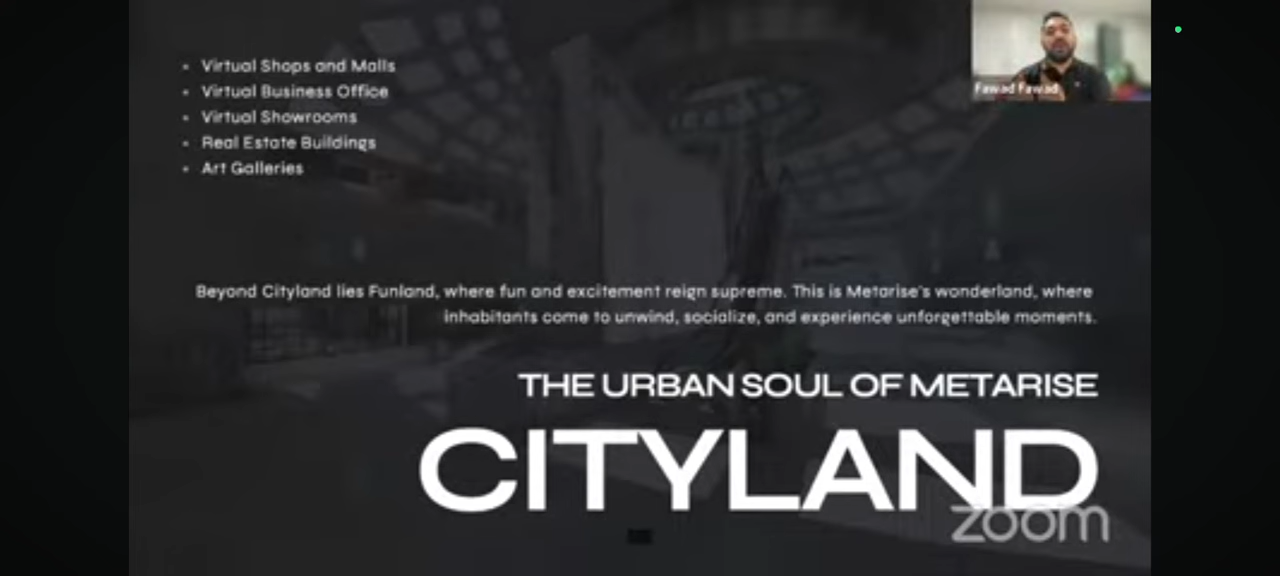 Fawad Fawad
Virtual Shops and Malls
Virtual Business Office
Virtual Showrooms
Real Estate Buildings
Art Galleries
Beyond Cityland lies Funland, where fun and excitement reign supreme. This is Metarise's wonderland, where
inhabitants come to unwind, socialize, and experience unforgettable moments.
THE URBAN SOUL OF METARISE
CITYLAND
zoom